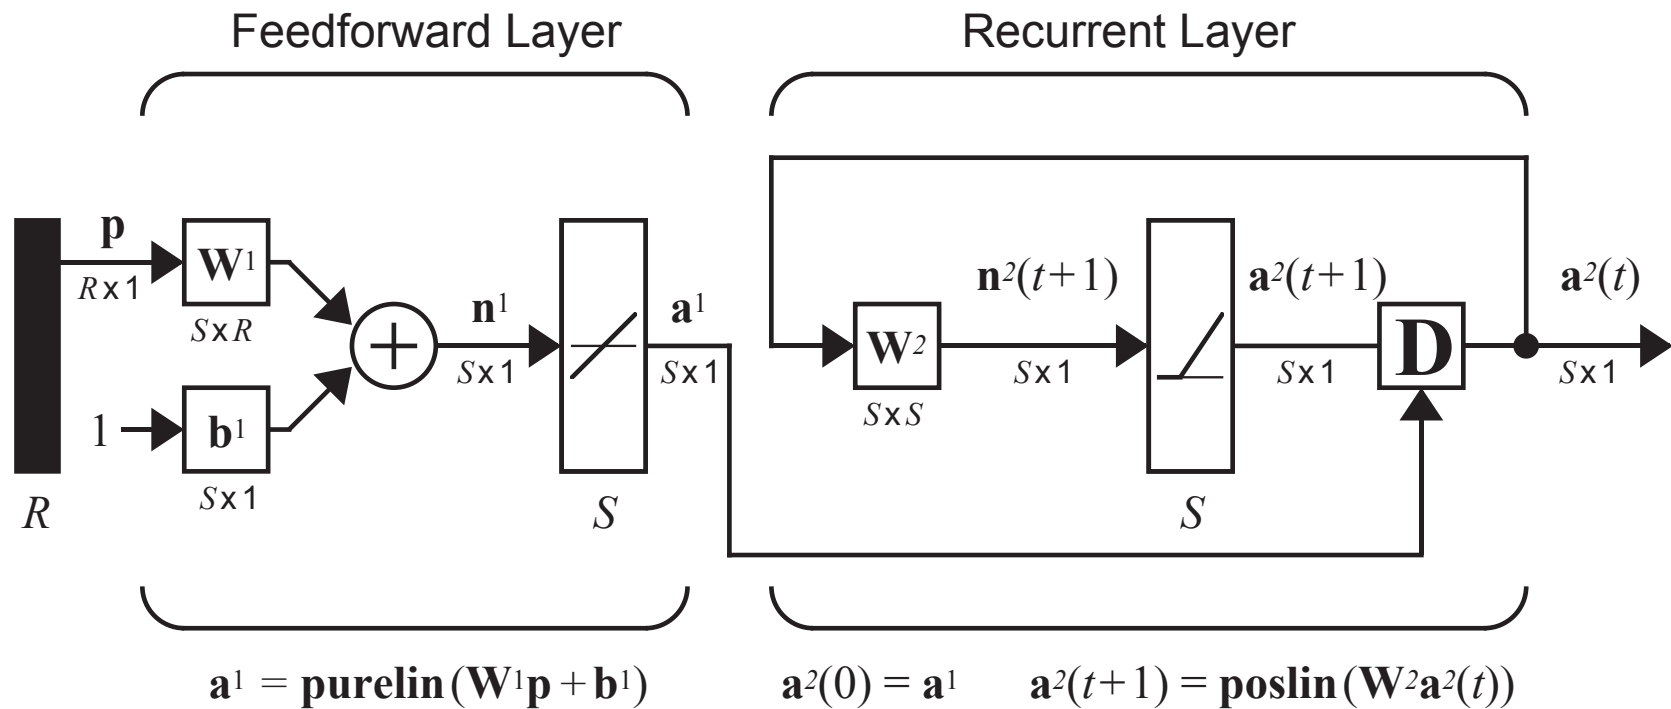 Feedforward Layer
Recurrent Layer
p
R x 1
W¹
S x R
1
b¹
S x 1
R
n¹
S x 1
S
a¹
S x 1
W²
S x S
n²(t + 1)
S x 1
S
a²(t + 1)
S x 1
D
a²(t)
S x 1
a¹ = purelin (W¹p + b¹)
a²(0) = a¹
a²(t + 1) = poslin (W²a²(t))